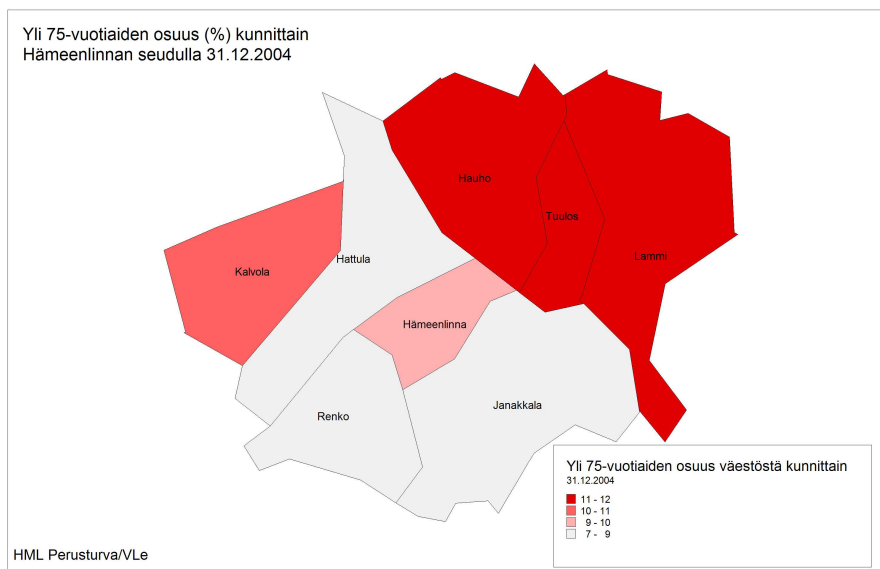 Yli 75-vuotiaiden osuus (%) kunnittain
Hämeenlinnan seudulla 31.12.2004
Hauho
Tuulos
Lammi
Kalvola
Hattula
Hämeenlinna
Renko
Janakkala
Yli 75-vuotiaiden osuus väestöstä kunnittain
31.12.2004
11 - 12
10 - 11
9 - 10
7 - 9
HML Perusturva/VLe